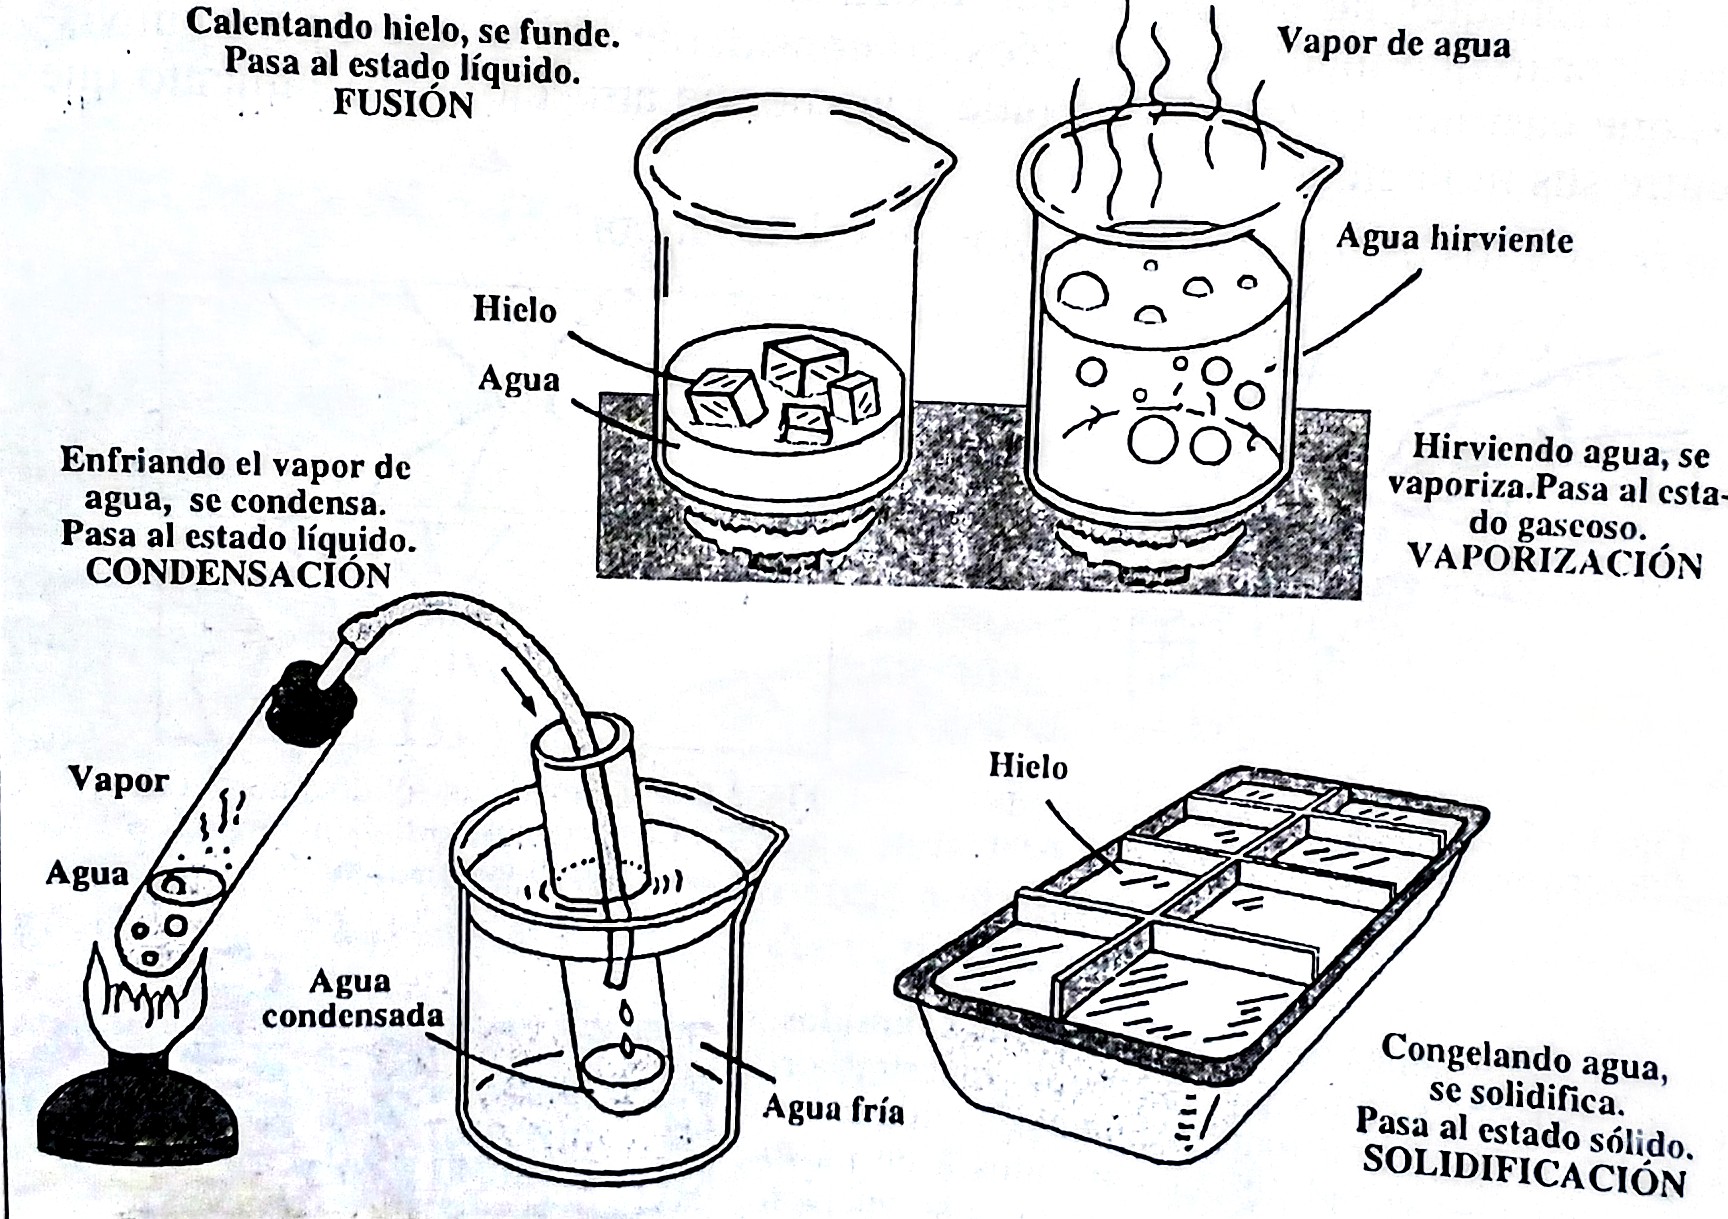 Calentando hielo, se funde.
Pasa al estado líquido.
FUSIÓN
Vapor de agua
Agua hirviente
Hielo
Agua
Hirviendo agua, se
vaporiza.Pasa al esta-
do gaseoso.
VAPORIZACIÓN
Enfriando el vapor de
agua, se condensa.
Pasa al estado líquido.
CONDENSACIÓN
Vapor
Agua
Agua
condensada
Agua fría
Hielo
Congelando agua,
se solidifica.
Pasa al estado sólido.
SOLIDIFICACIÓN